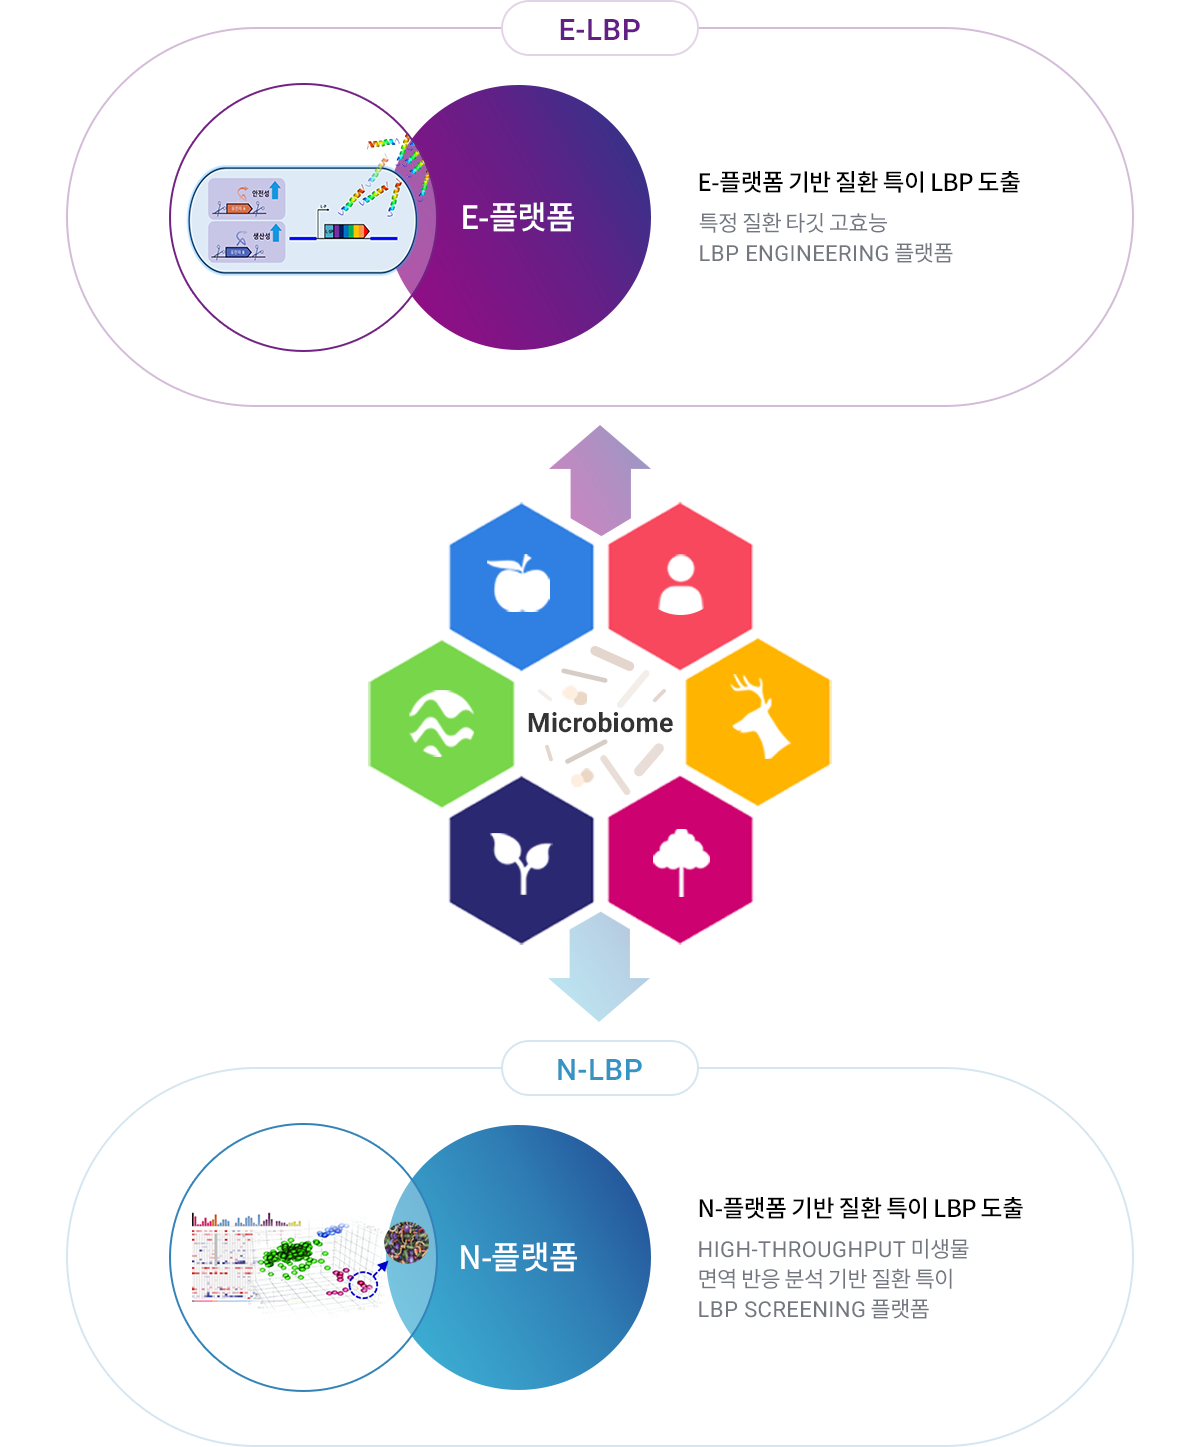 E-LBP
안전성
생산성
E-플랫폼
E-플랫폼 기반 질환 특이 LBP 도출
특정 질환 타깃 고효능
LBP ENGINEERING 플랫폼
Microbiome
N-LBP
N-플랫폼
N-플랫폼 기반 질환 특이 LBP 도출
HIGH-THROUGHPUT 미생물
면역 반응 분석 기반 질환 특이
LBP SCREENING 플랫폼